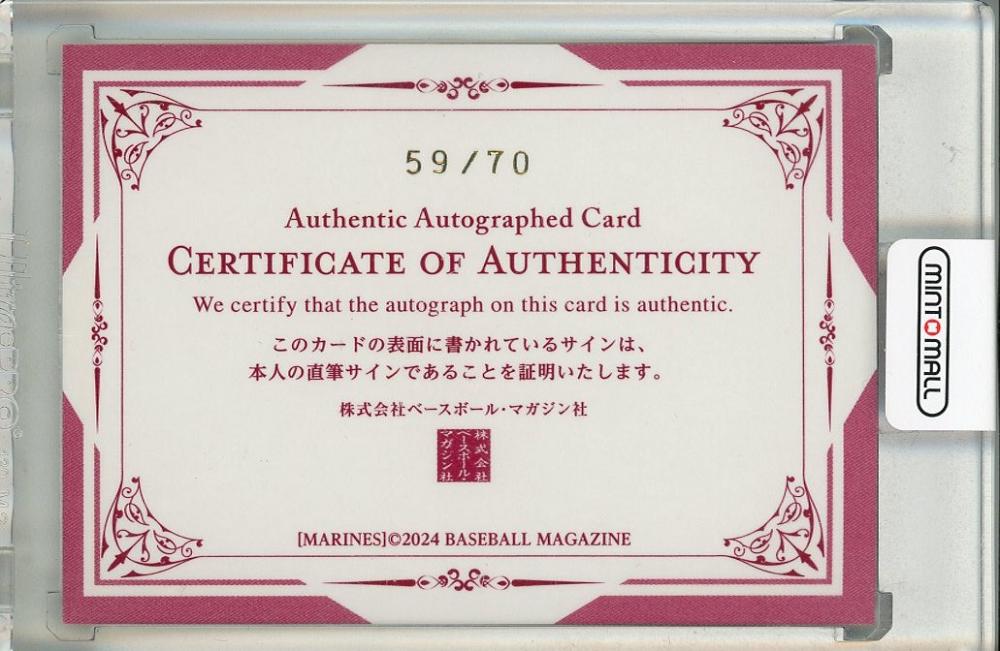 59/70
Authentic Autographed Card
CERTIFICATE OF AUTHENTICITY
We certify that the autograph on this card is authentic.
このカードの表面に書かれているサインは、
本人の直筆サインであることを証明いたします。
株式会社ベースボール・マガジン社
株式会社
ベースボール・
マガジン社
[MARINES]©2024 BASEBALL MAGAZINE
MINT MALL